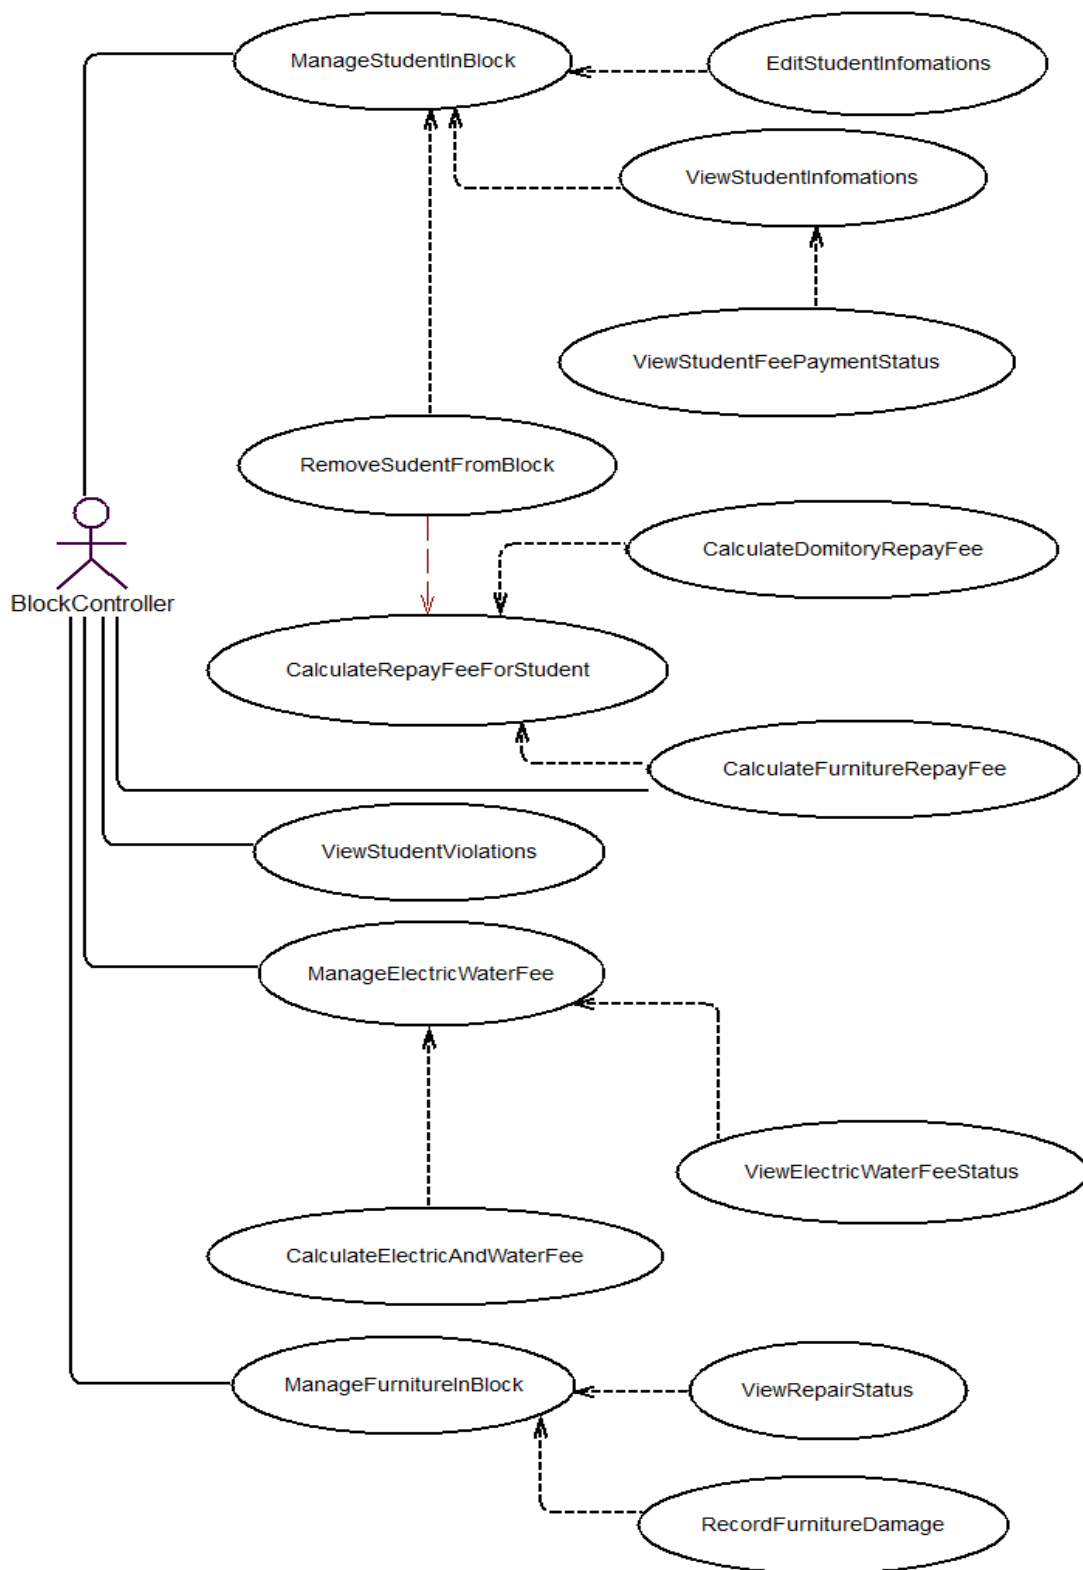 ManageStudentInBlock
EditStudentInfomations
ViewStudentInfomations
ViewStudentFeePaymentStatus
RemoveSudentFromBlock
CalculateDomitoryRepayFee
BlockController
CalculateRepayFeeForStudent
CalculateFurnitureRepayFee
ViewStudentViolations
ManageElectricWaterFee
ViewElectricWaterFeeStatus
CalculateElectricAndWaterFee
ManageFurnitureInBlock
ViewRepairStatus
RecordFurnitureDamage